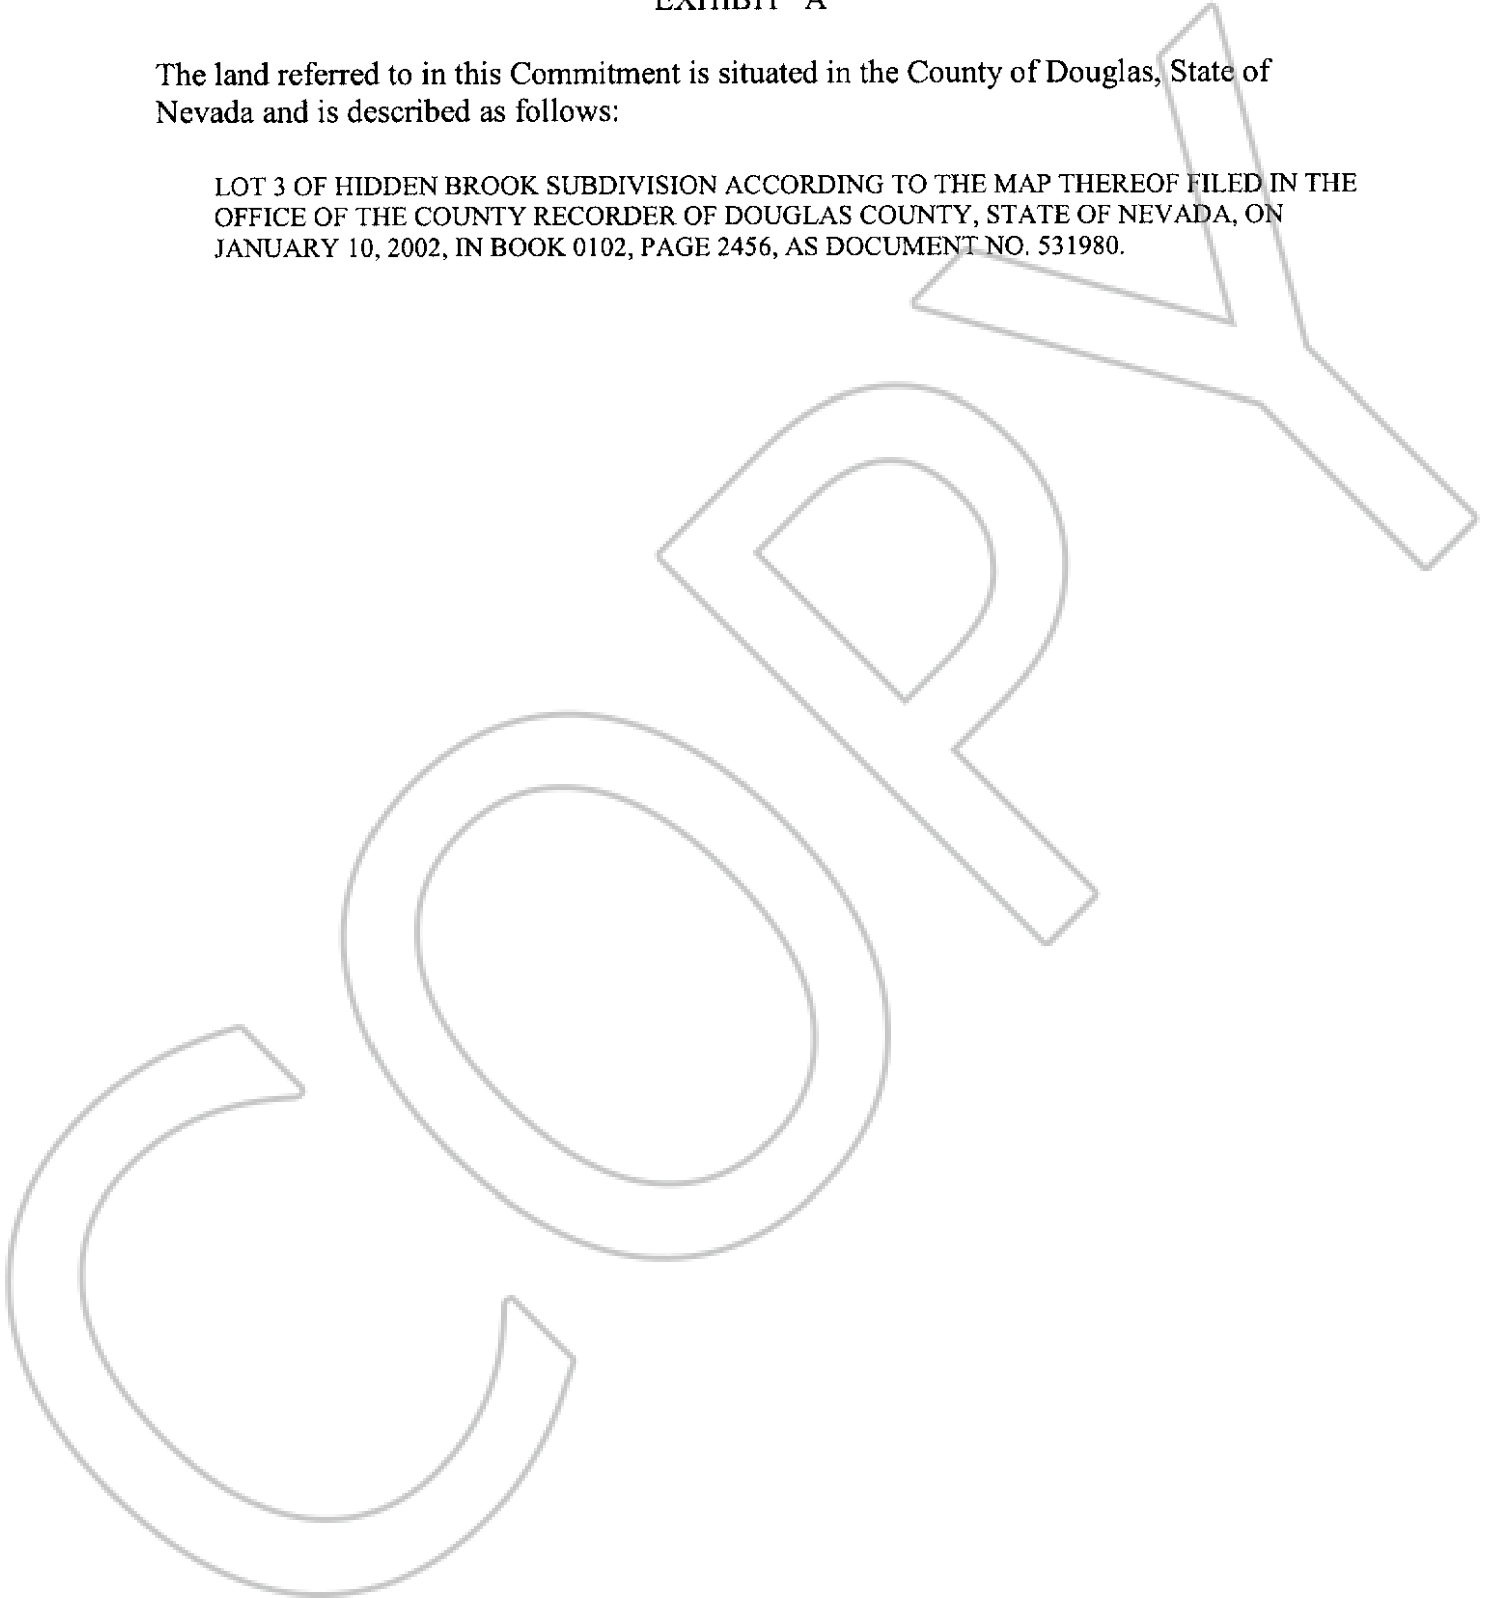 EXHIBIT A
The land referred to in this Commitment is situated in the County of Douglas, State of
Nevada and is described as follows:
LOT 3 OF HIDDEN BROOK SUBDIVISION ACCORDING TO THE MAP THEREOF FILED IN THE
OFFICE OF THE COUNTY RECORDER OF DOUGLAS COUNTY, STATE OF NEVADA, ON
JANUARY 10, 2002, IN BOOK 0102, PAGE 2456, AS DOCUMENT NO. 531980.
COPY